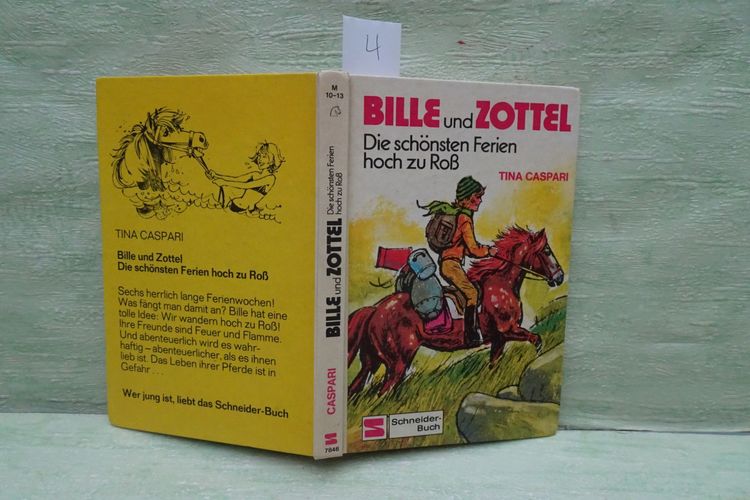 4
BILLE und ZOTTEL
Die schönsten Ferien
hoch zu Roß
TINA CASPARI
Schneider-
Buch
M
10-13
BILLE und ZOTTEL Die schönsten Ferien
hoch zu Roß
CASPARI
7846
TINA CASPARI
Bille und Zottel
Die schönsten Ferien hoch zu Roß
Sechs herrlich lange Ferienwochen!
Was fängt man damit an? Bille hat eine
tolle Idee: Wir wandern hoch zu Roß!
Ihre Freunde sind Feuer und Flamme.
Und abenteuerlich wird es wahr-
haftig – abenteuerlicher, als es ihnen
lieb ist. Das Leben ihrer Pferde ist in
Gefahr . . .
Wer jung ist, liebt das Schneider-Buch